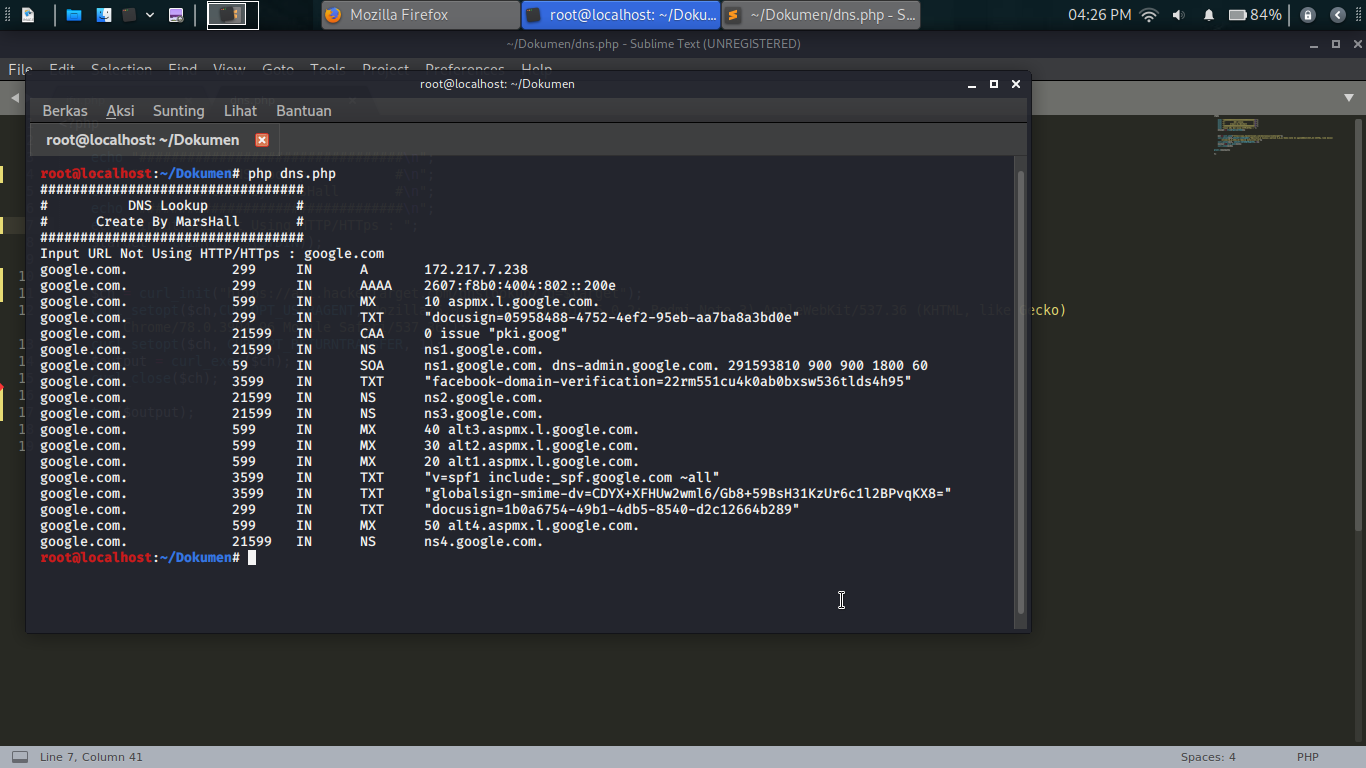 Mozilla Firefox
root@localhost: ~/Doku...
~/Dokumen/dns.php - S...
04:26 PM
84%
~/Dokumen/dns.php - Sublime Text (UNREGISTERED)
File Edit Selection Find View Goto Tools Project Preferences Help
root@localhost: ~/Dokumen
Berkas Aksi Sunting Lihat Bantuan
root@localhost: ~/Dokumen
root@localhost:~/Dokumen# php dns.php
#################################
# DNS Lookup #
# Create By MarsHall #
#################################
Input URL Not Using HTTP/HTTps : google.com
google.com. 299 IN A 172.217.7.238
google.com. 299 IN AAAA 2607:f8b0:4004:802::200e
google.com. 599 IN MX 10 aspmx.l.google.com.
google.com. 299 IN TXT "docusign=05958488-4752-4ef2-95eb-aa7ba8a3bd0e"
google.com. 21599 IN CAA 0 issue "pki.goog"
google.com. 21599 IN NS ns1.google.com.
google.com. 59 IN SOA ns1.google.com. dns-admin.google.com. 291593810 900 900 1800 60
google.com. 3599 IN TXT "facebook-domain-verification=22rm551cu4k0ab0bxsw536tlds4h95"
google.com. 21599 IN NS ns2.google.com.
google.com. 21599 IN NS ns3.google.com.
google.com. 599 IN MX 40 alt3.aspmx.l.google.com.
google.com. 599 IN MX 30 alt2.aspmx.l.google.com.
google.com. 599 IN MX 20 alt1.aspmx.l.google.com.
google.com. 3599 IN TXT "v=spf1 include:_spf.google.com ~all"
google.com. 3599 IN TXT "globalsign-smime-dv=CDYX+XFHUw2wml6/Gb8+59BsH31KzUr6c1l2BPvqKX8="
google.com. 299 IN TXT "docusign=1b0a6754-49b1-4db5-8540-d2c12664b289"
google.com. 599 IN MX 50 alt4.aspmx.l.google.com.
google.com. 21599 IN NS ns4.google.com.
root@localhost:~/Dokumen#
Line 7, Column 41
Spaces: 4
PHP